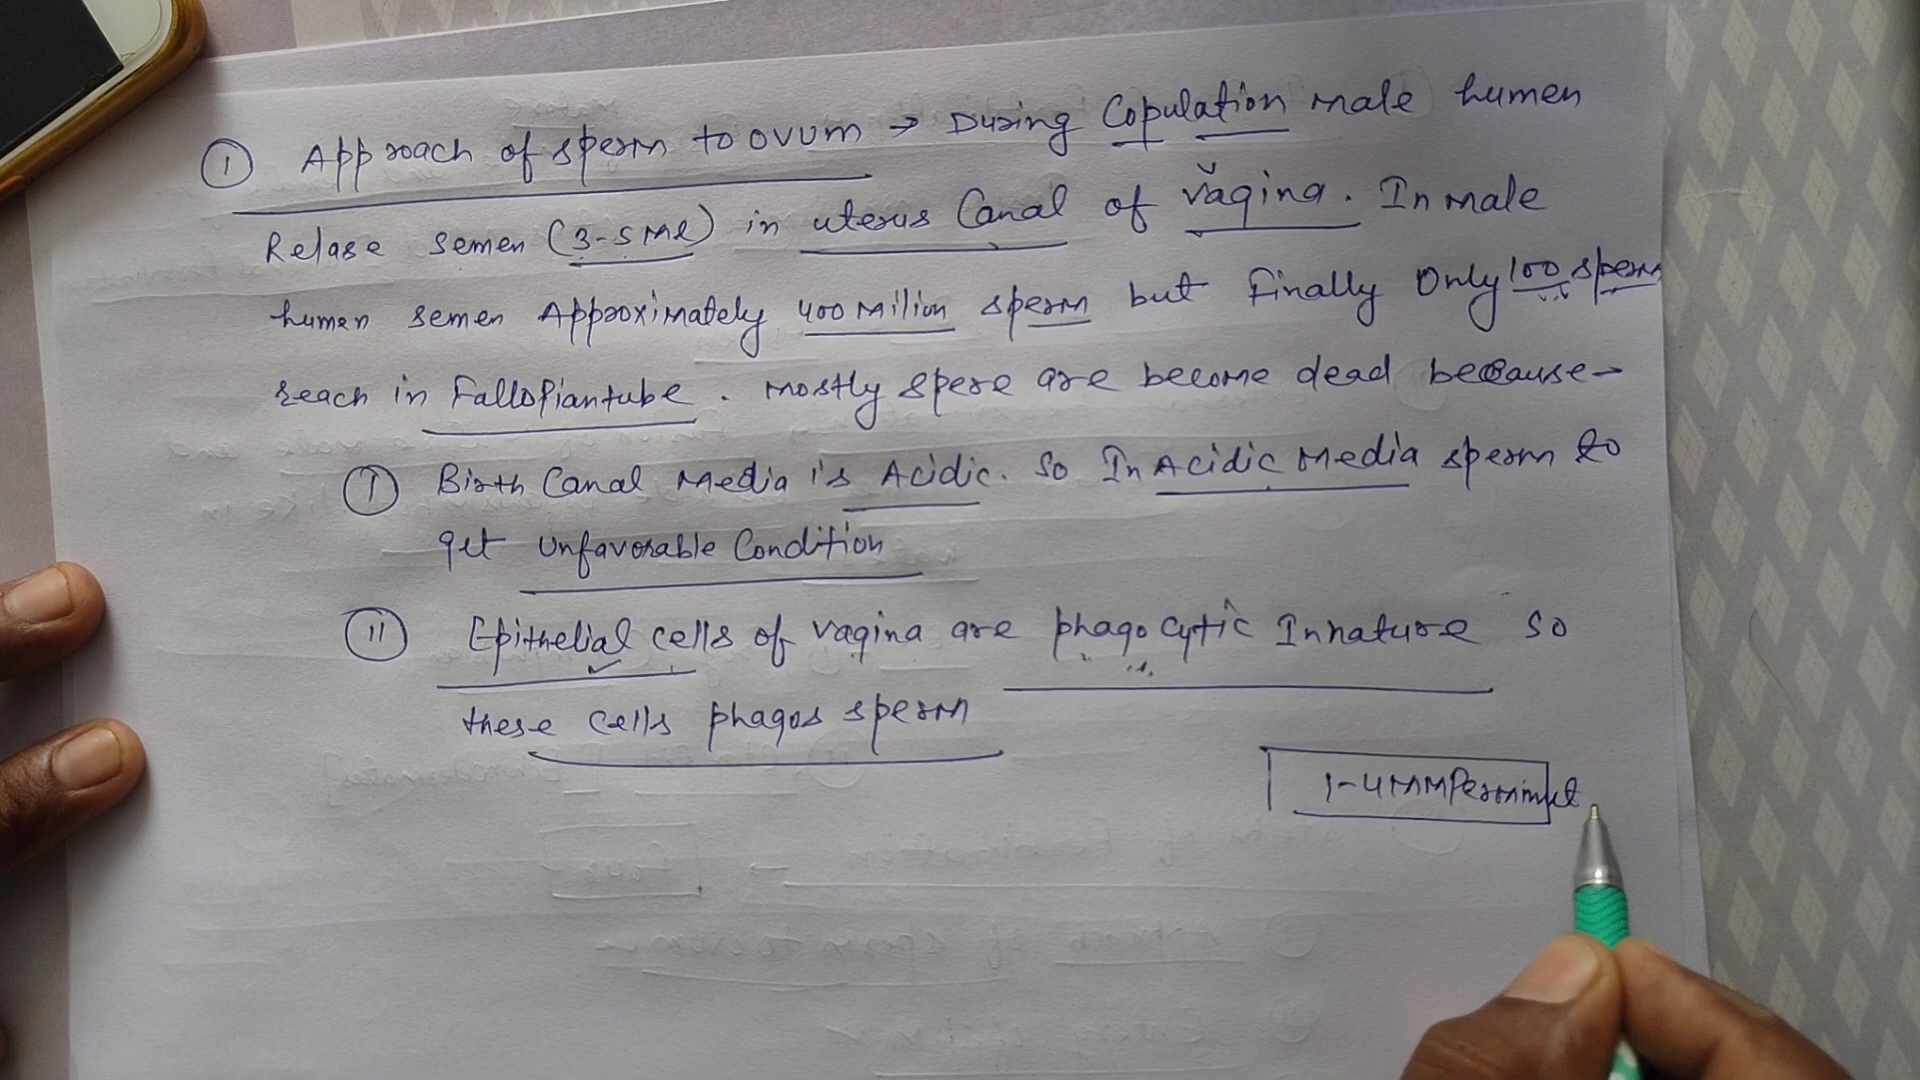 ① Approach of sperm to ovum → During Copulation male humen
Relase semen (3-5 Ml) in uterus Canal of vagina. In male
humen semen Approximately 400 Milion sperm but finally Only 100 sperm
reach in Fallopiantube. mostly spere are become dead because-
Ⓘ Birth Canal Media is Acidic. So In Acidic Media sperm to
get Unfavorable Condition
ⒾⒾ Epithelial cells of vagina are phagocytic Innature so
these cells phagos sperm
1-4MMPerminut